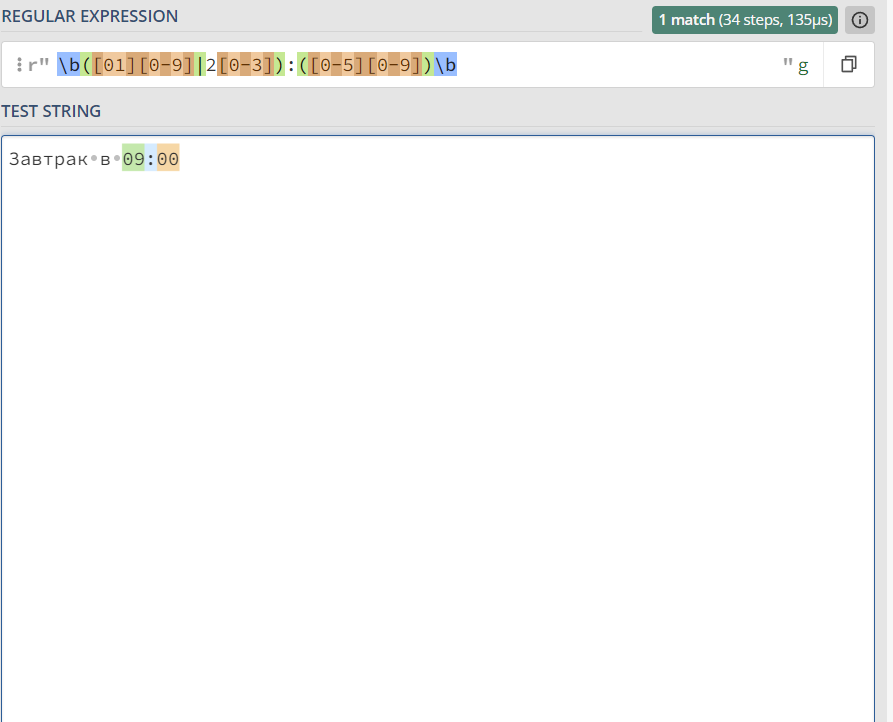 REGULAR EXPRESSION
1 match (34 steps, 135µs)
r" \b([01][0-9]|2[0-3]):([0-5][0-9])\b " g
TEST STRING
Завтрак в 09:00